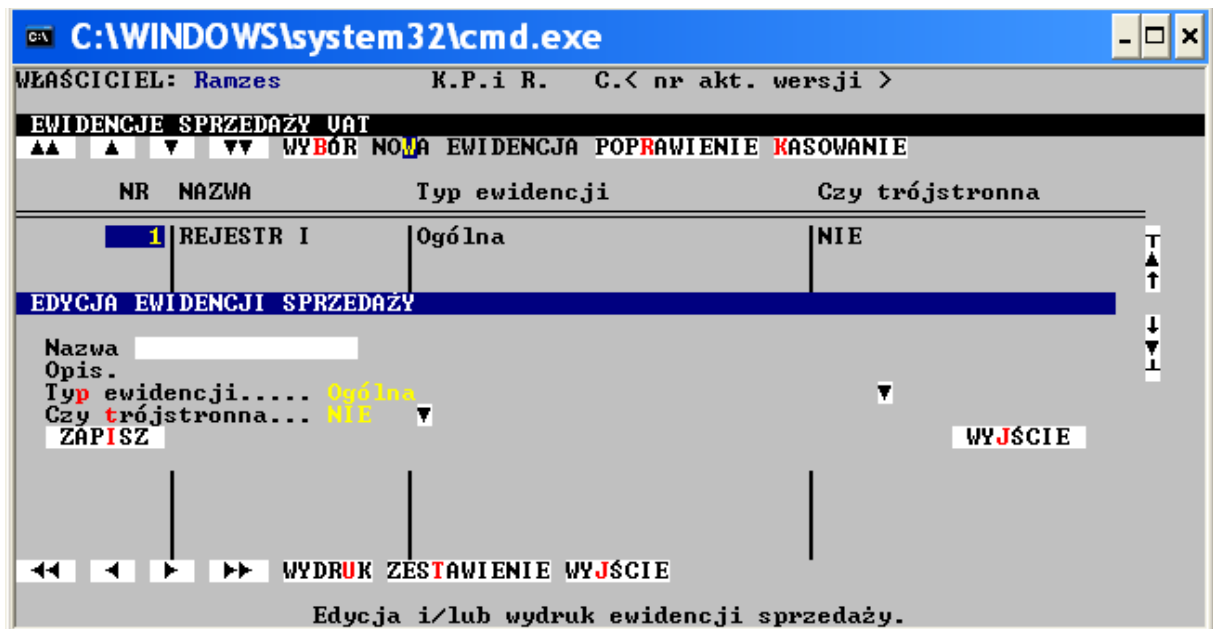 C:\WINDOWS\system32\cmd.exe
WŁAŚCICIEL: Ramzes K.P.i R. C.< nr akt. wersji >
EWIDENCJE SPRZEDAŻY VAT
WYBÓR NOWA EWIDENCJA POPRAWIENIE KASOWANIE
NR NAZWA Typ ewidencji Czy trójstronna
1 REJESTR I Ogólna NIE
EDYCJA EWIDENCJI SPRZEDAŻY
Nazwa
Opis.
Typ ewidencji..... Ogólna
Czy trójstronna... NIE
ZAPISZ WYJŚCIE
WYDRUK ZESTAWIENIE WYJŚCIE
Edycja i/lub wydruk ewidencji sprzedaży.